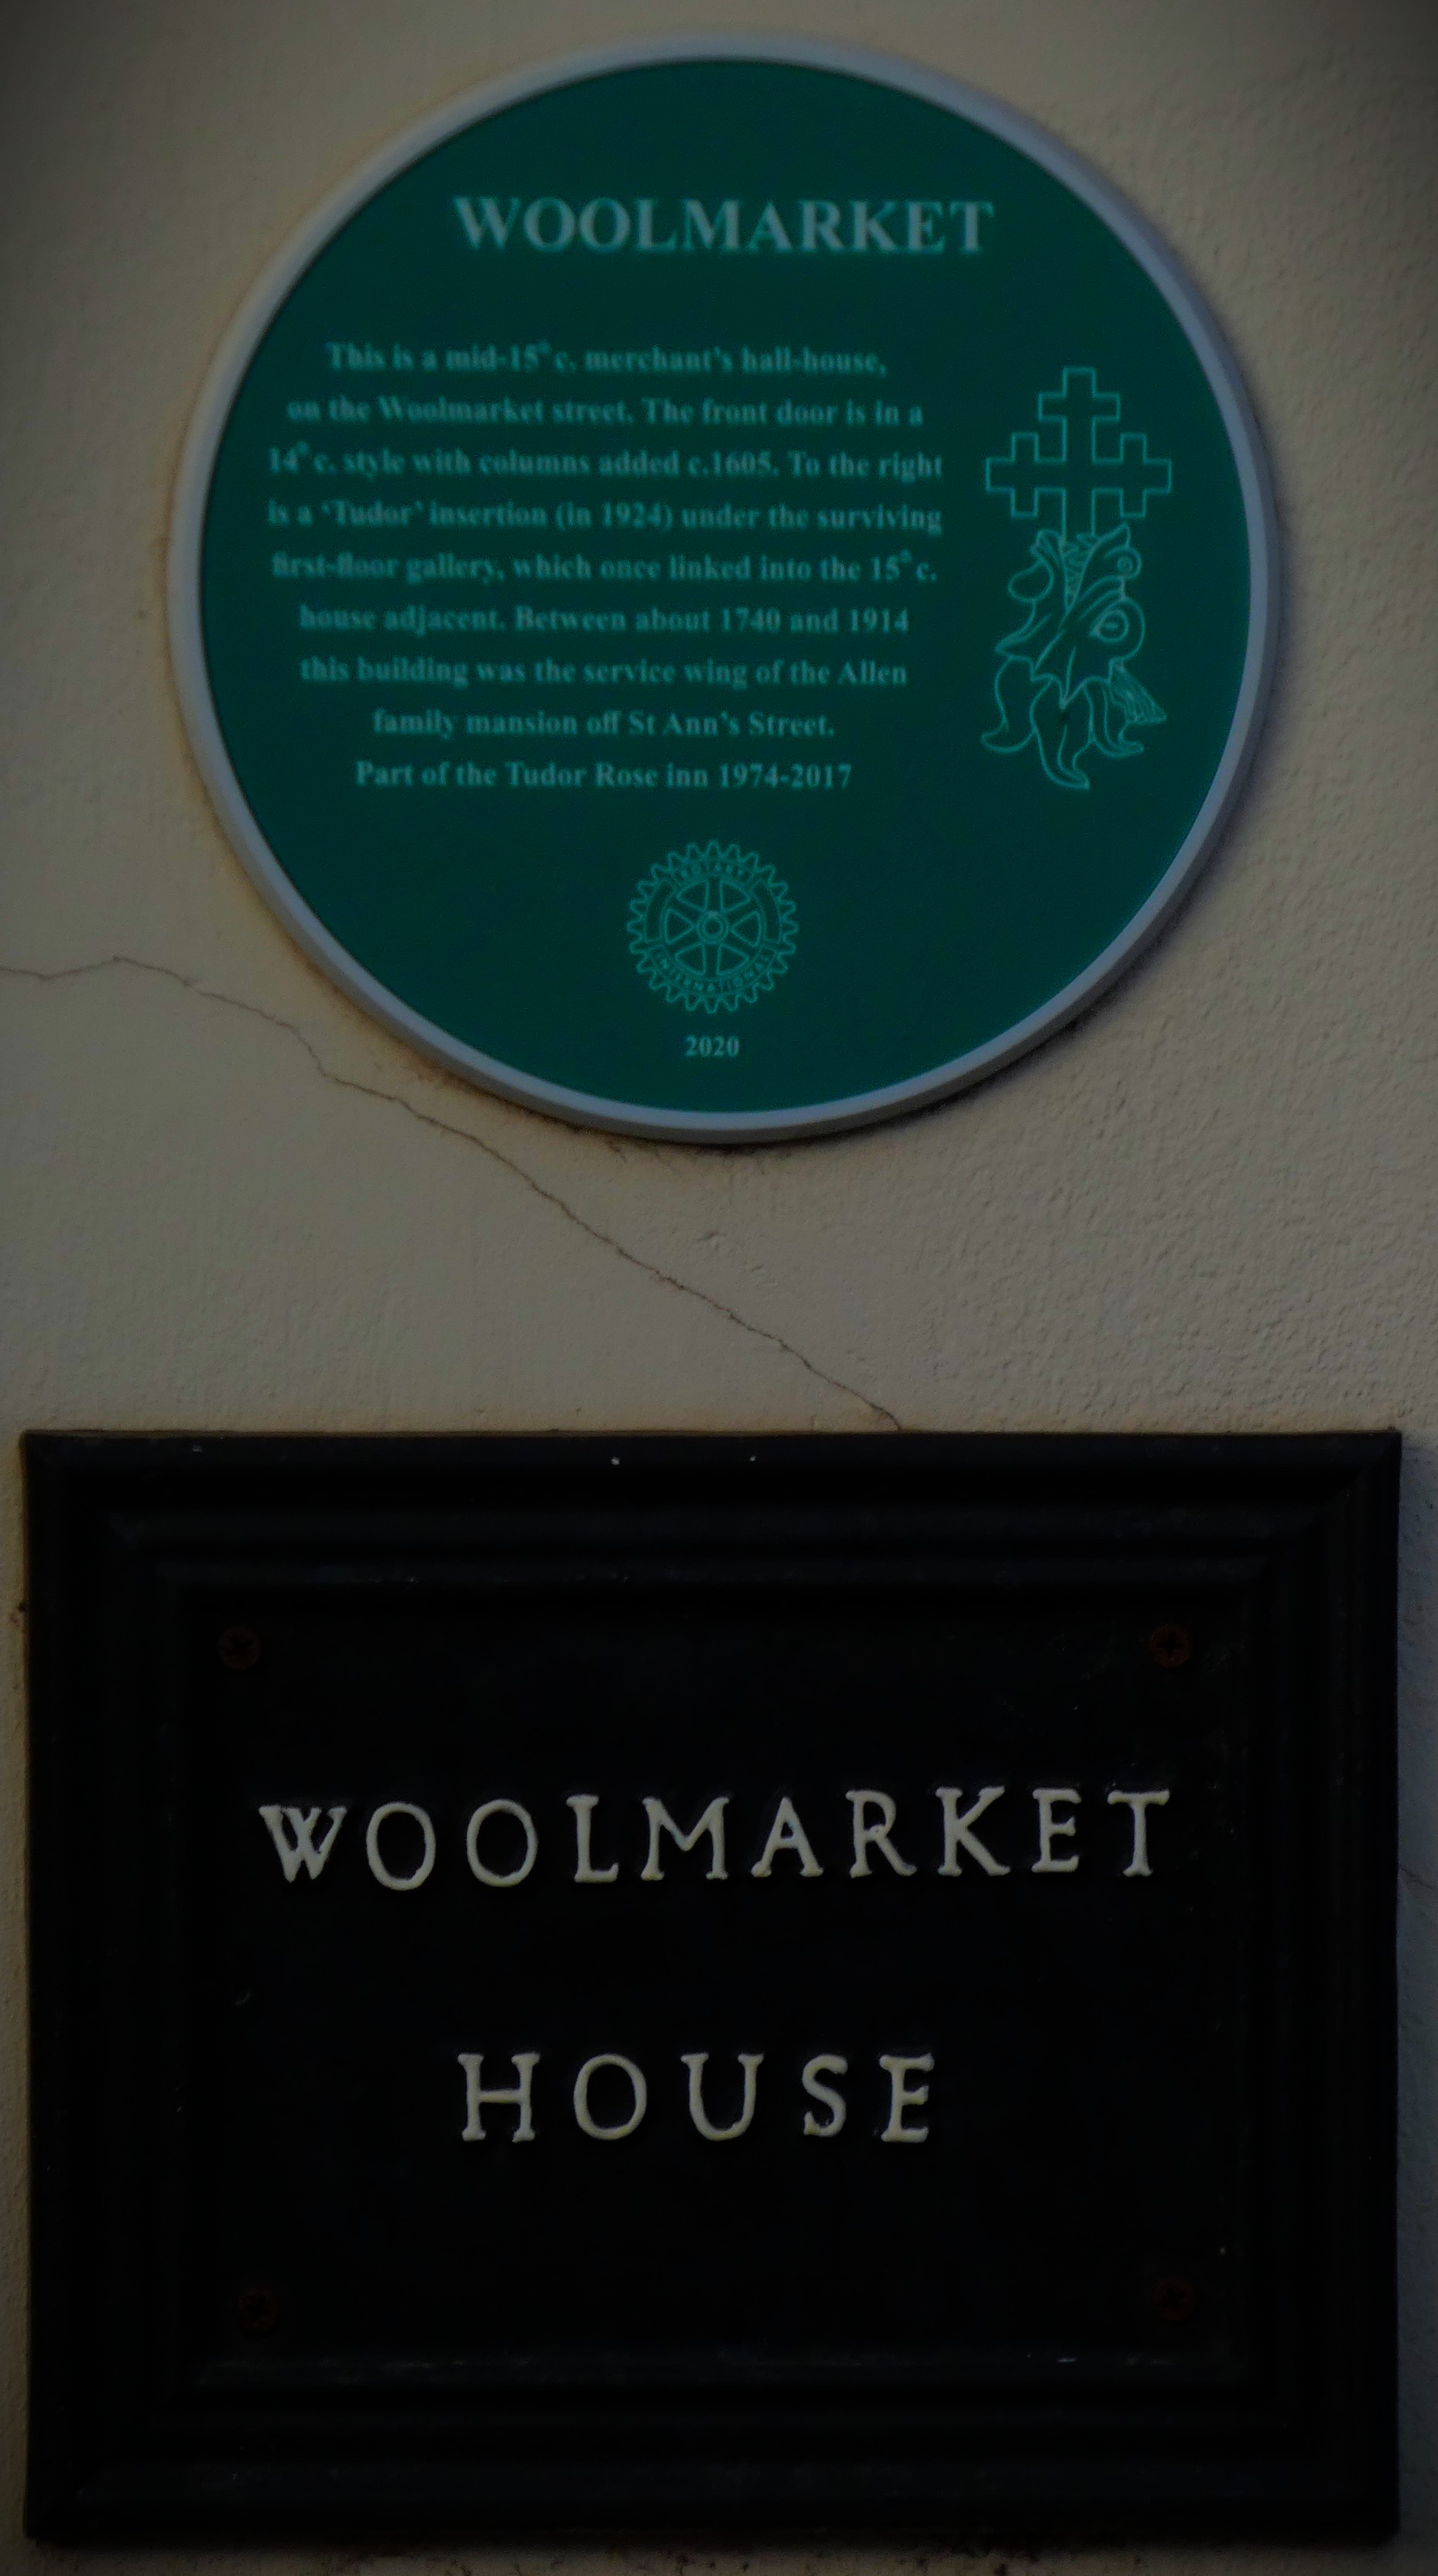 WOOLMARKET
This is a mid-15th c. merchant's hall-house,
on the Woolmarket street. The front door is in a
14th c. style with columns added c.1605. To the right
is a 'Tudor' insertion (in 1924) under the surviving
first-floor gallery, which once linked into the 15th c.
house adjacent. Between about 1740 and 1914
this building was the service wing of the Allen
family mansion off St Ann's Street.
Part of the Tudor Rose inn 1974-2017
ROTARY
INTERNATIONAL
2020
WOOLMARKET
HOUSE